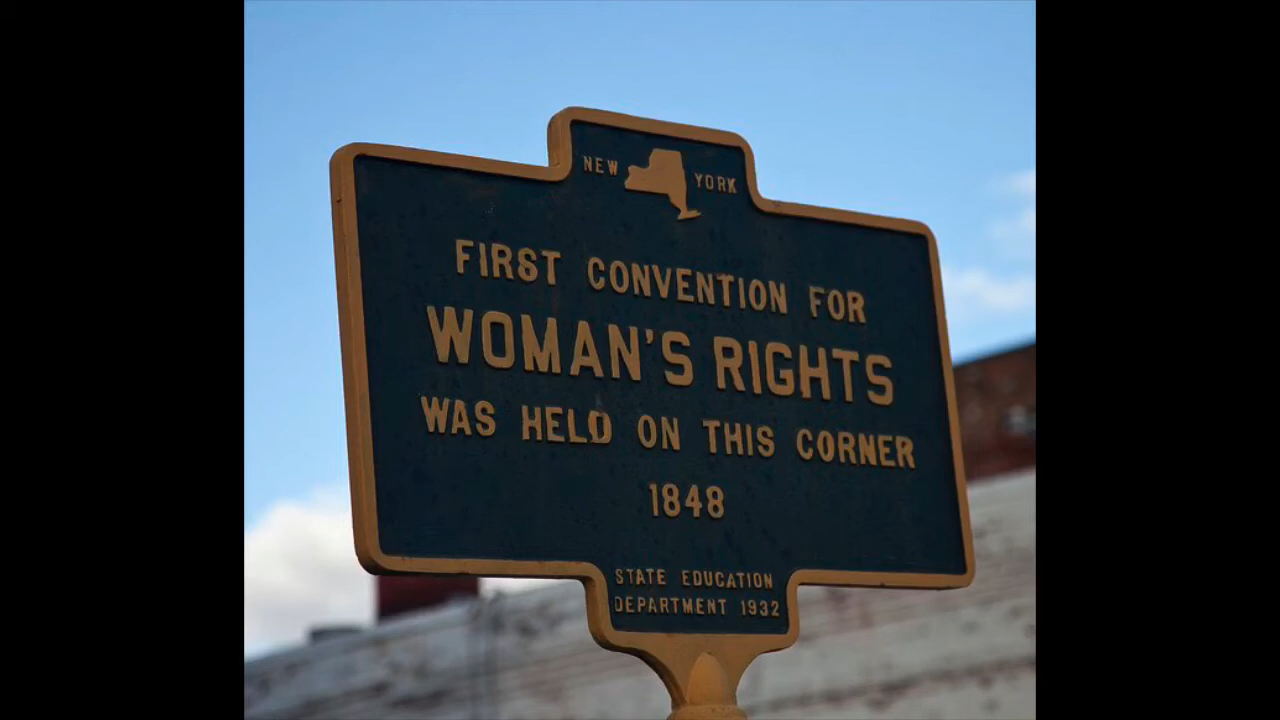 NEW YORK
FIRST CONVENTION FOR
WOMAN'S RIGHTS
WAS HELD ON THIS CORNER
1848
STATE EDUCATION
DEPARTMENT 1932